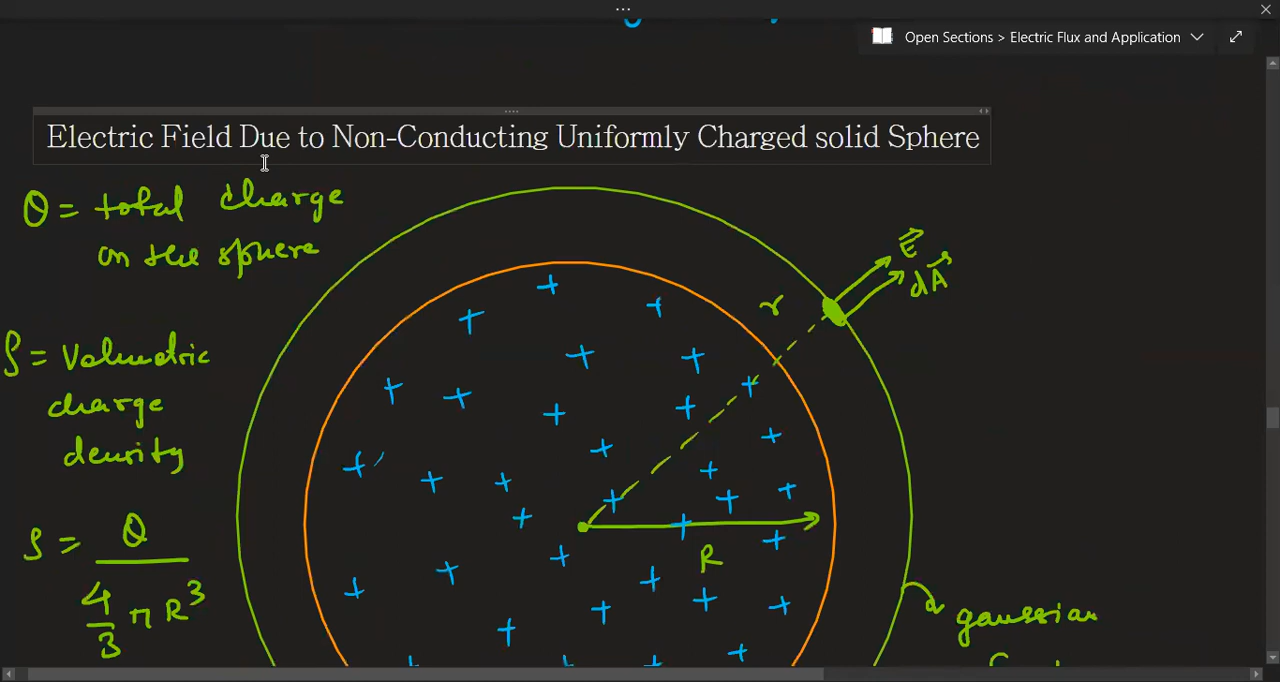 Open Sections > Electric Flux and Application
Electric Field Due to Non-Conducting Uniformly Charged solid Sphere
Q = total charge
on the sphere
E⃗
dA⃗
r
ρ = Volumetric
charge
density
R
ρ = Q / 4/3 π R³
gaussian